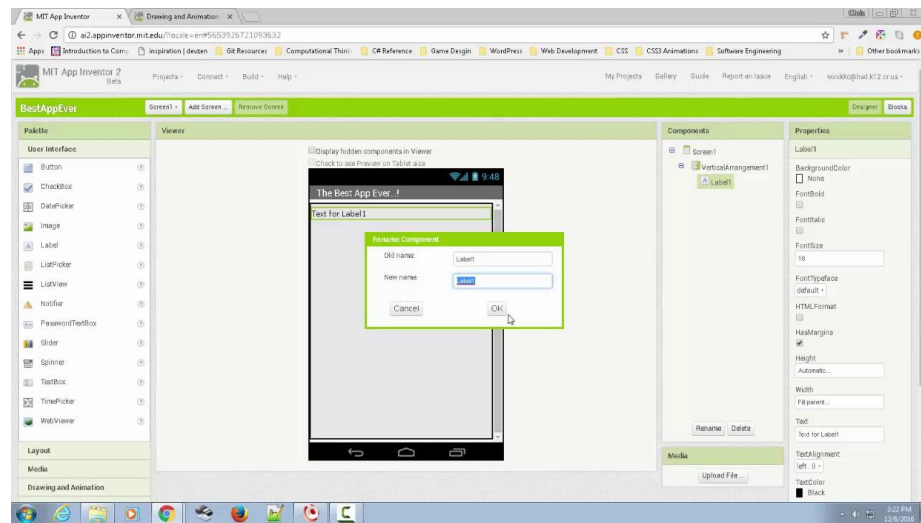 MIT App Inventor
Drawing and Animation
ai2.appinventor.mit.edu/?locale=en#5653926721093632
Apps
Introduction to Com
inspiration | devzen
Git Resources
Computational Thin
C# Reference
Game Desgin
WordPress
Web Development
CSS
CSS3 Animations
Software Engineering
Other bookmarks
MIT App Inventor 2
Beta
Projects
Connect
Build
Help
My Projects
Gallery
Guide
Report an Issue
English
BestAppEver
Screen1
Add Screen ...
Remove Screen
Designer
Blocks
Palette
User Interface
Button
CheckBox
DatePicker
Image
Label
ListPicker
ListView
Notifier
PasswordTextBox
Slider
Spinner
TextBox
TimePicker
WebViewer
Layout
Media
Drawing and Animation
Viewer
Display hidden components in Viewer
Check to see Preview on Tablet size.
9:48
The Best App Ever...!
Text for Label1
Rename Component
Old name:
Label1
New name:
Label1
Cancel
OK
Components
Screen1
VerticalArrangement1
Label1
Rename
Delete
Media
Upload File ...
Properties
Label1
BackgroundColor
None
FontBold
FontItalic
FontSize
18
FontTypeface
default
HTMLFormat
HasMargins
Height
Automatic...
Width
Fill parent...
Text
Text for Label1
TextAlignment
left : 0
TextColor
Black
2:22 PM
12/6/2016